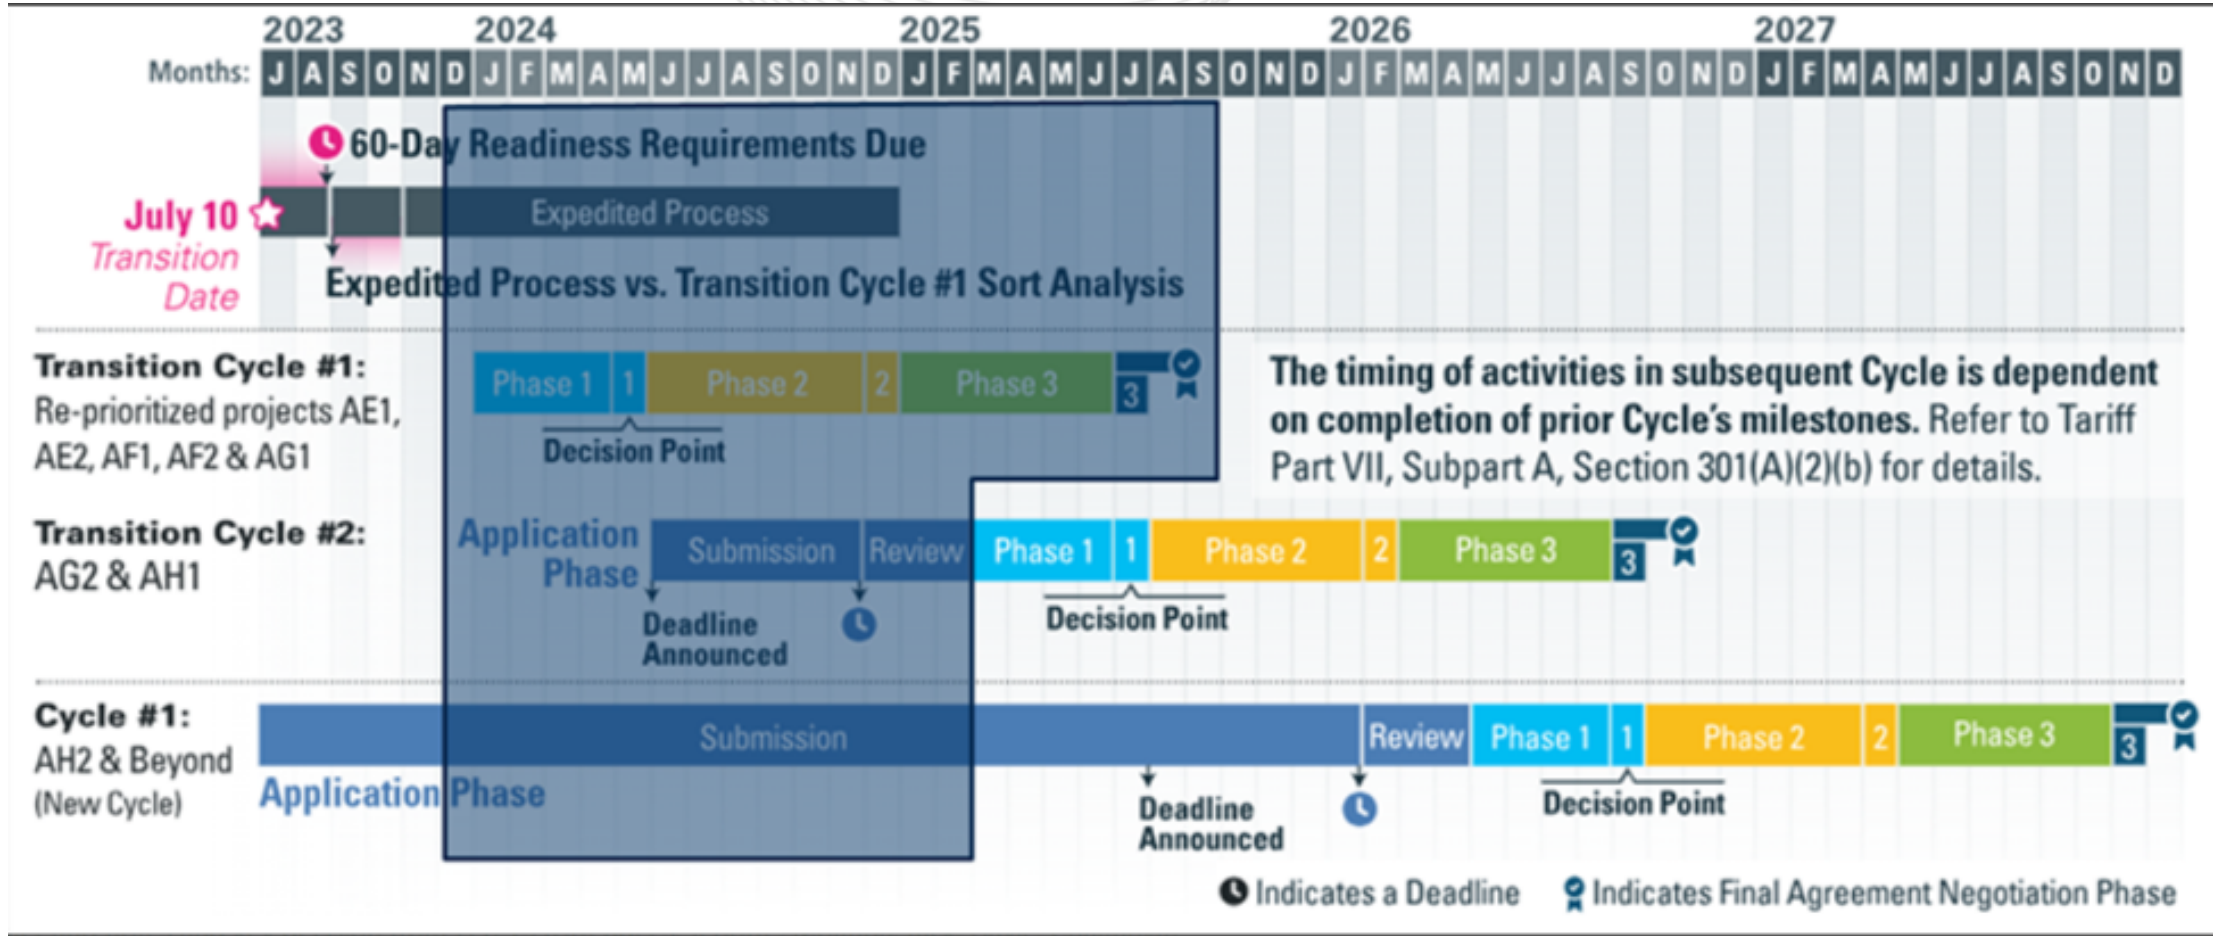 2023 2024 2025 2026 2027
Months: J A S O N D J F M A M J J A S O N D J F M A M J J A S O N D J F M A M J J A S O N D J F M A M J J A S O N D
60-Day Readiness Requirements Due
July 10
Transition
Date
Expedited Process
Expedited Process vs. Transition Cycle #1 Sort Analysis
Transition Cycle #1:
Re-prioritized projects AE1,
AE2, AF1, AF2 & AG1
Phase 1 1 Phase 2 2 Phase 3 3
Decision Point
The timing of activities in subsequent Cycle is dependent
on completion of prior Cycle's milestones. Refer to Tariff
Part VII, Subpart A, Section 301(A)(2)(b) for details.
Transition Cycle #2:
AG2 & AH1
Application
Phase
Submission Review Phase 1 1 Phase 2 2 Phase 3 3
Deadline
Announced
Decision Point
Cycle #1:
AH2 & Beyond
(New Cycle)
Submission Review Phase 1 1 Phase 2 2 Phase 3 3
Application Phase
Deadline
Announced
Decision Point
Indicates a Deadline
Indicates Final Agreement Negotiation Phase